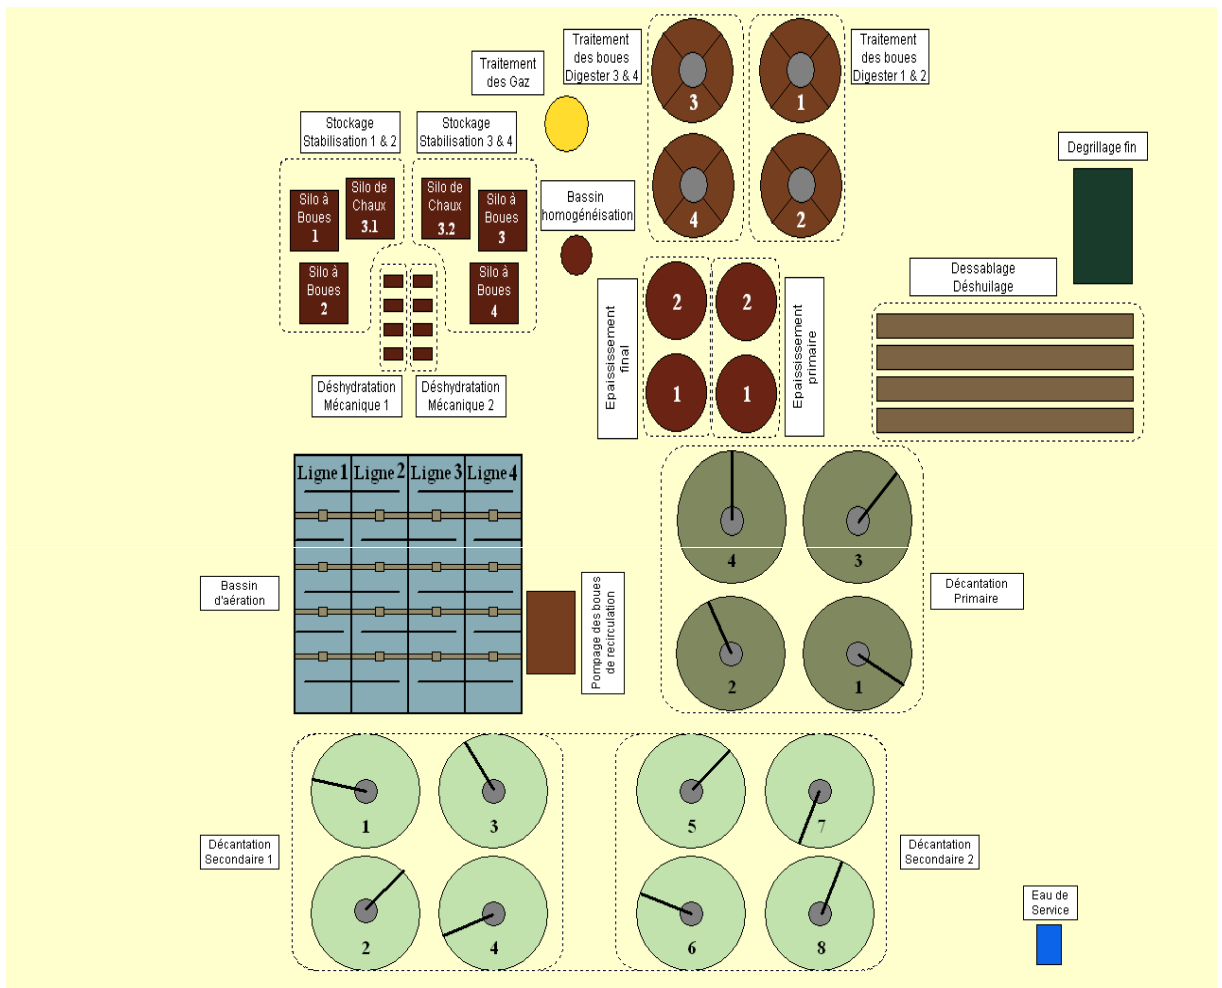 Traitement
des boues
Digester 3 & 4
Traitement
des boues
Digester 1 & 2
Traitement
des Gaz
3
1
4
2
Stockage
Stabilisation 1 & 2
Stockage
Stabilisation 3 & 4
Degrillage fin
Silo à
Boues
1
Silo de
Chaux
3.1
Silo de
Chaux
3.2
Silo à
Boues
3
Silo à
Boues
2
Silo à
Boues
4
Bassin
homogénéisation
Dessablage
Déshuilage
Epaississement
final
2
2
1
1
Epaississement
primaire
Déshydratation
Mécanique 1
Déshydratation
Mécanique 2
Ligne 1
Ligne 2
Ligne 3
Ligne 4
4
3
2
1
Bassin
d'aération
Pompage des boues
de recirculation
Décantation
Primaire
1
3
5
7
Décantation
Secondaire 1
Décantation
Secondaire 2
2
4
6
8
Eau de
Service